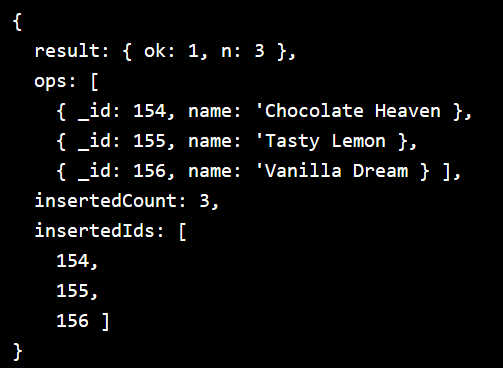 {
  result: { ok: 1, n: 3 },
  ops: [
    { _id: 154, name: 'Chocolate Heaven },
    { _id: 155, name: 'Tasty Lemon },
    { _id: 156, name: 'Vanilla Dream } ],
  insertedCount: 3,
  insertedIds: [
    154,
    155,
    156 ]
}